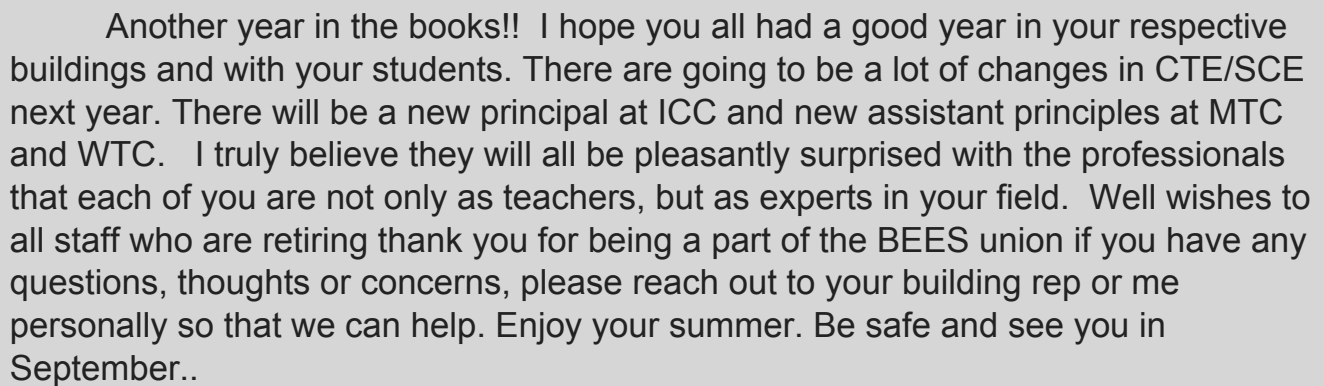 Another year in the books!!  I hope you all had a good year in your respective
buildings and with your students. There are going to be a lot of changes in CTE/SCE
next year. There will be a new principal at ICC and new assistant principles at MTC
and WTC.   I truly believe they will all be pleasantly surprised with the professionals
that each of you are not only as teachers, but as experts in your field.  Well wishes to
all staff who are retiring thank you for being a part of the BEES union if you have any
questions, thoughts or concerns, please reach out to your building rep or me
personally so that we can help. Enjoy your summer. Be safe and see you in
September..